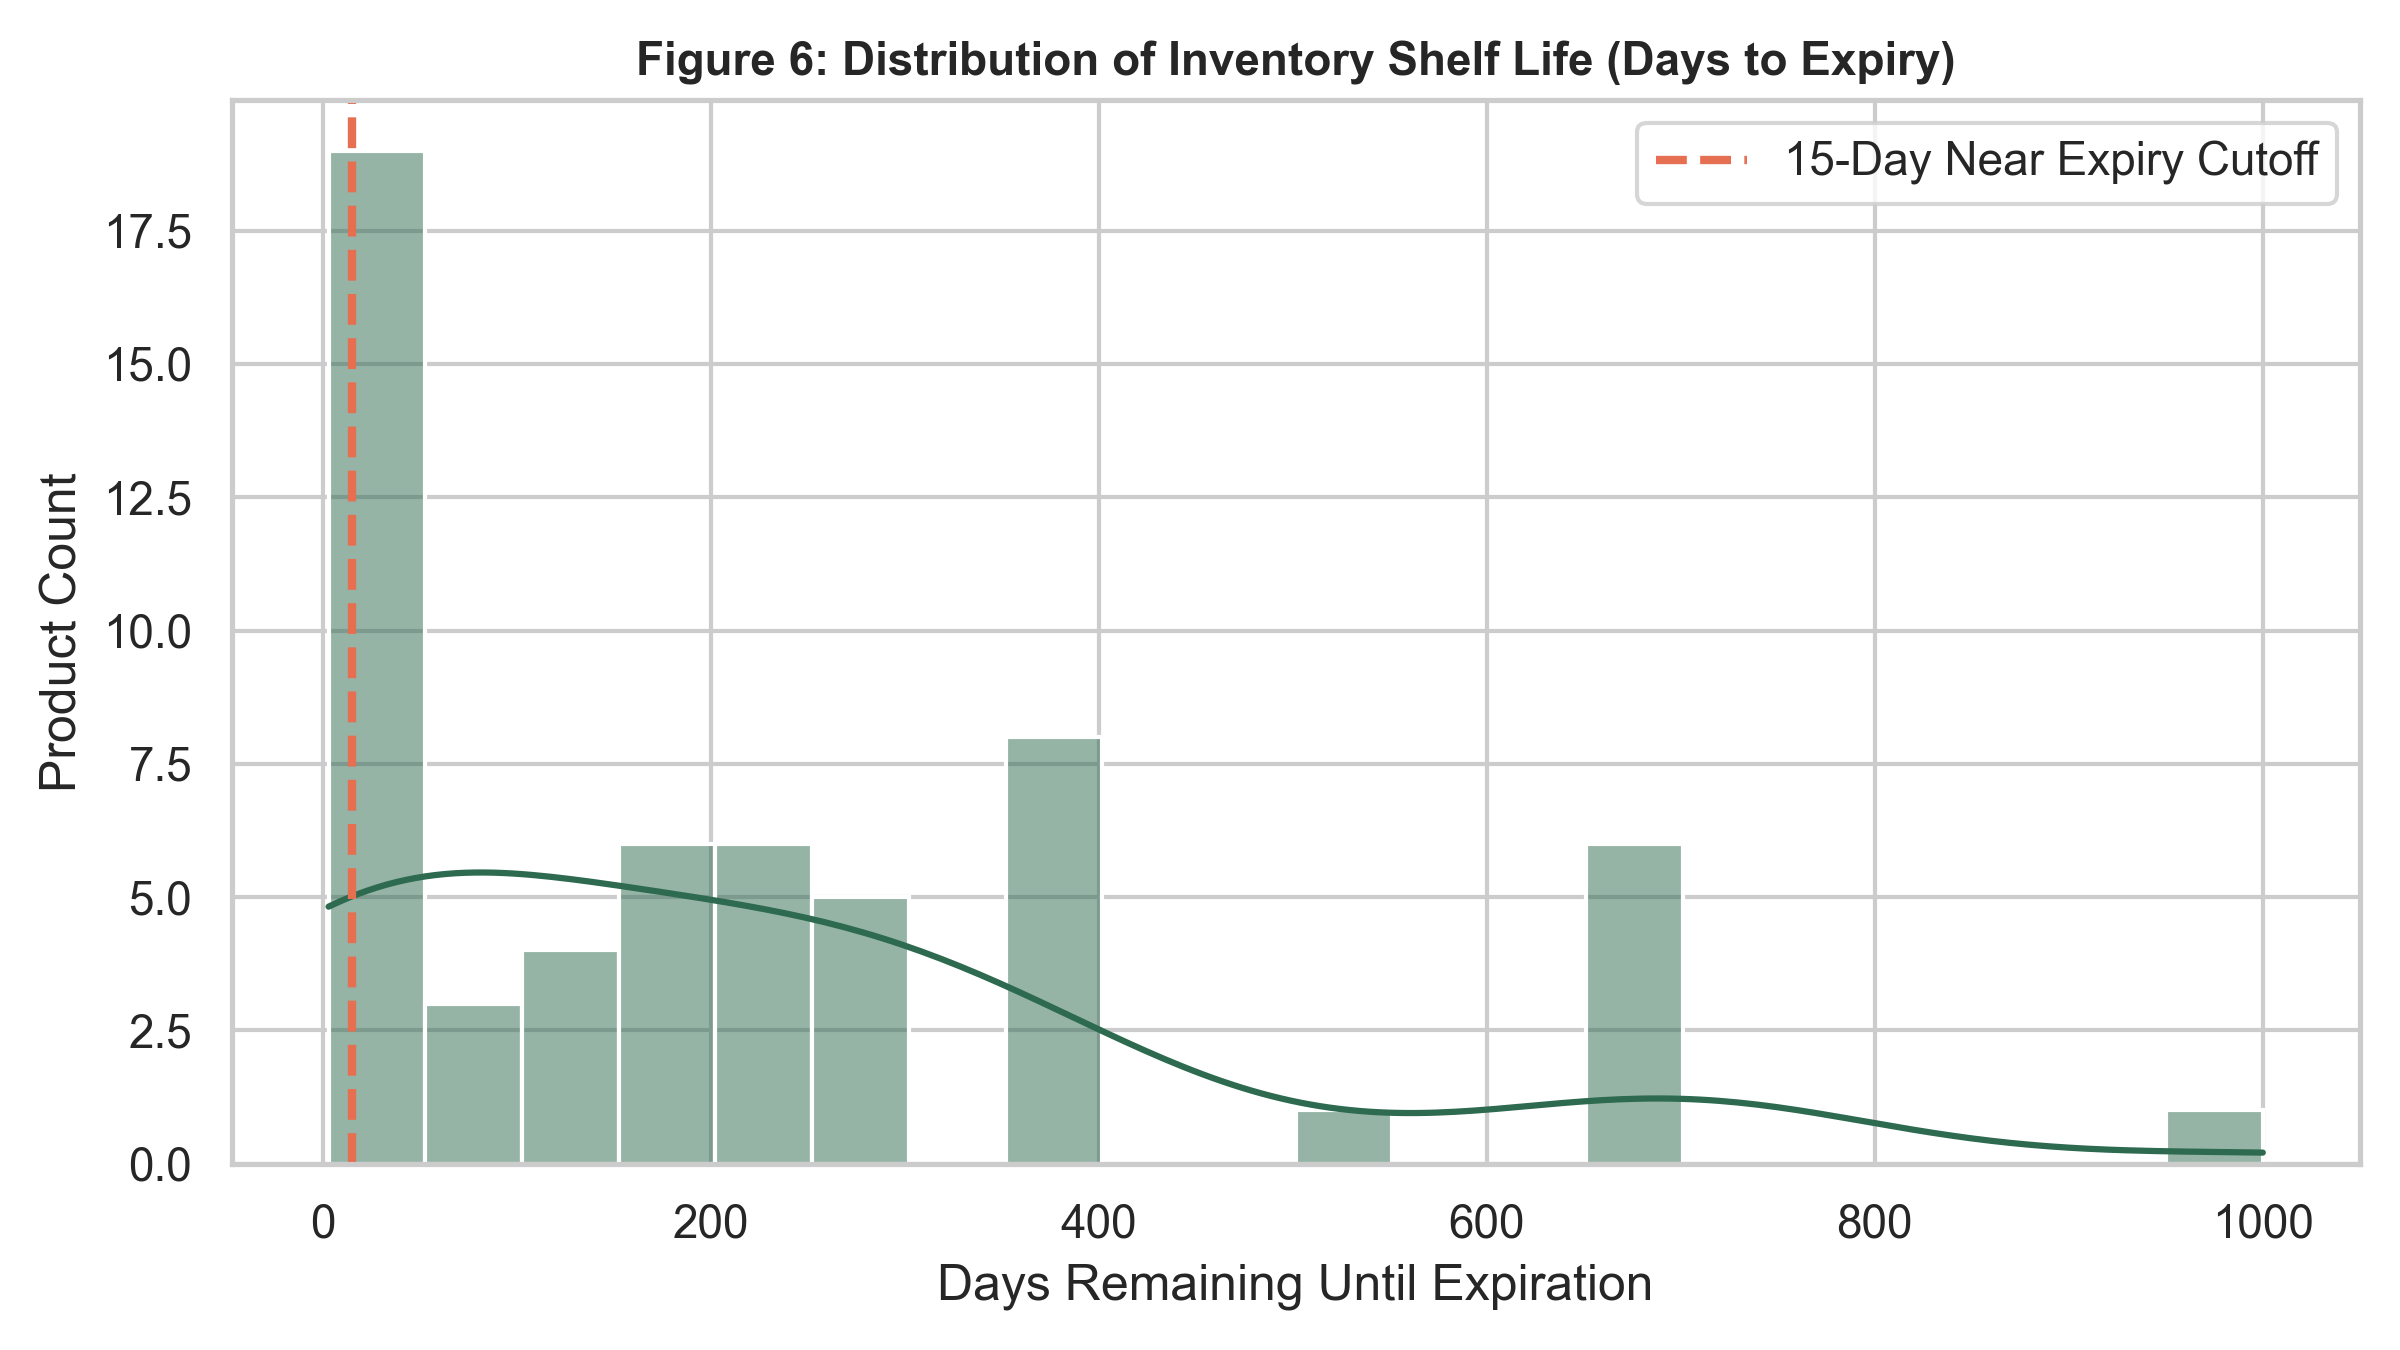 Figure 6: Distribution of Inventory Shelf Life (Days to Expiry)
15-Day Near Expiry Cutoff
Product Count
17.5
15.0
12.5
10.0
7.5
5.0
2.5
0.0
0 200 400 600 800 1000
Days Remaining Until Expiration